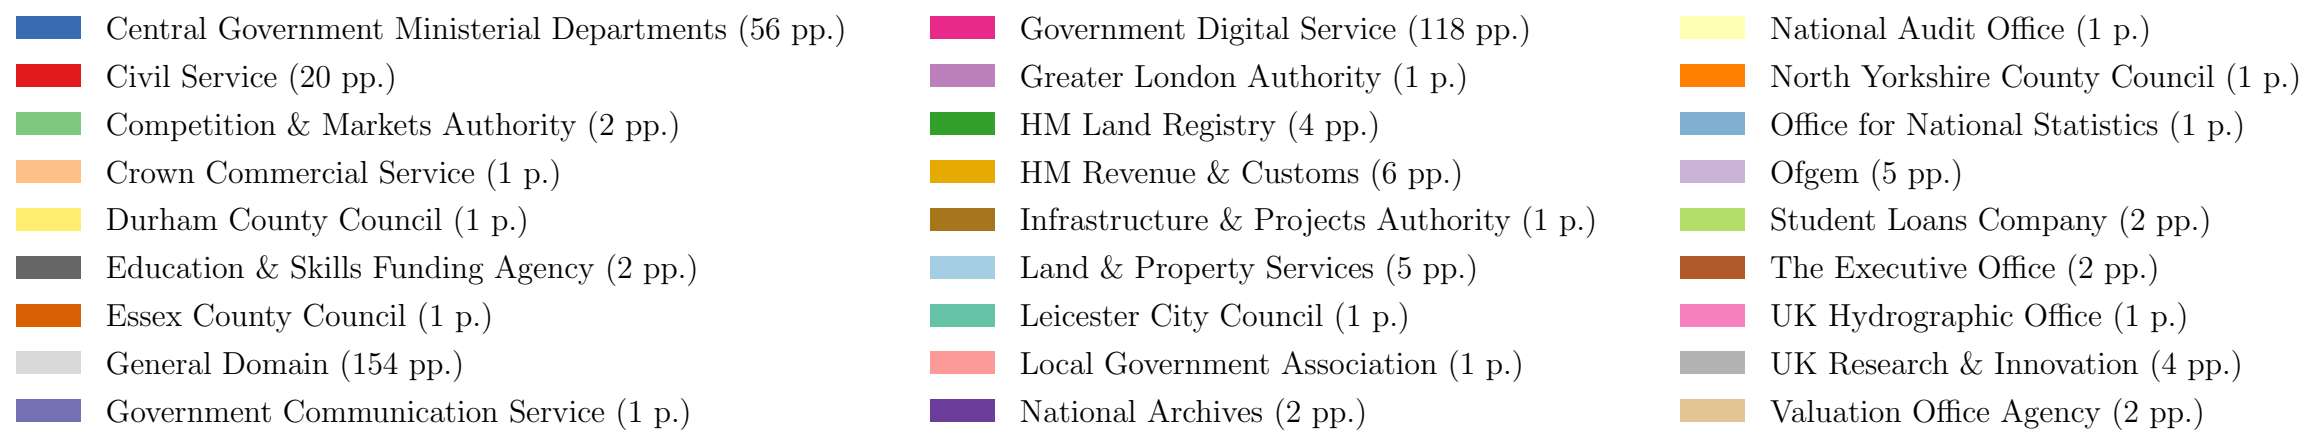 Central Government Ministerial Departments (56 pp.)
Civil Service (20 pp.)
Competition & Markets Authority (2 pp.)
Crown Commercial Service (1 p.)
Durham County Council (1 p.)
Education & Skills Funding Agency (2 pp.)
Essex County Council (1 p.)
General Domain (154 pp.)
Government Communication Service (1 p.)
Government Digital Service (118 pp.)
Greater London Authority (1 p.)
HM Land Registry (4 pp.)
HM Revenue & Customs (6 pp.)
Infrastructure & Projects Authority (1 p.)
Land & Property Services (5 pp.)
Leicester City Council (1 p.)
Local Government Association (1 p.)
National Archives (2 pp.)
National Audit Office (1 p.)
North Yorkshire County Council (1 p.)
Office for National Statistics (1 p.)
Ofgem (5 pp.)
Student Loans Company (2 pp.)
The Executive Office (2 pp.)
UK Hydrographic Office (1 p.)
UK Research & Innovation (4 pp.)
Valuation Office Agency (2 pp.)